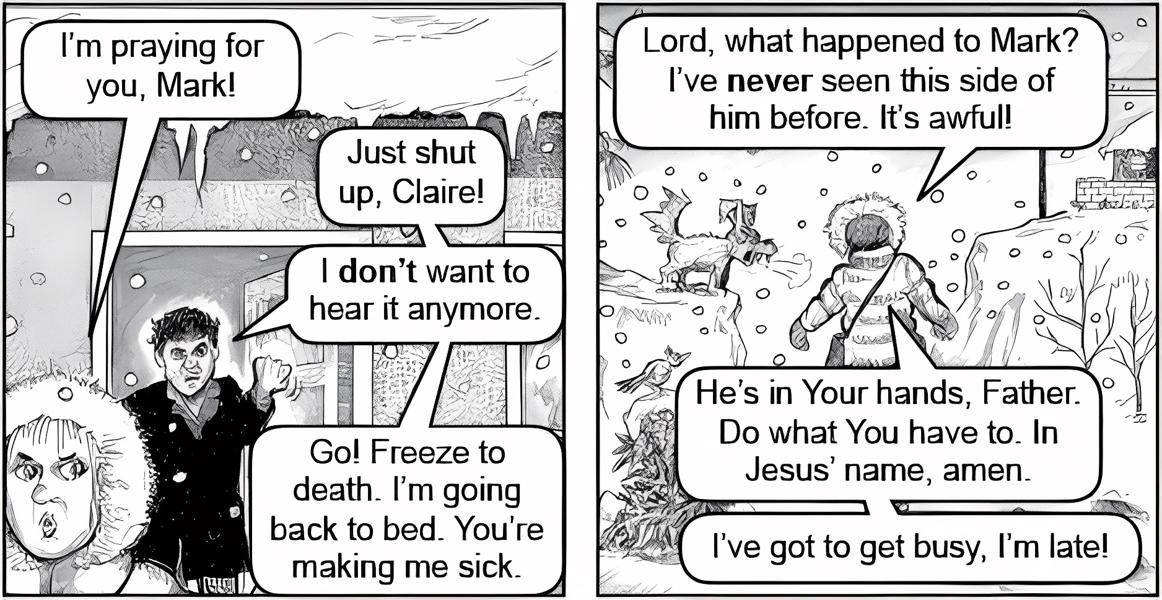 I'm praying for
you, Mark!
Just shut
up, Claire!
I don't want to
hear it anymore.
Go! Freeze to
death. I'm going
back to bed. You're
making me sick.
Lord, what happened to Mark?
I've never seen this side of
him before. It's awful!
He's in Your hands, Father.
Do what You have to. In
Jesus' name, amen.
I've got to get busy, I'm late!